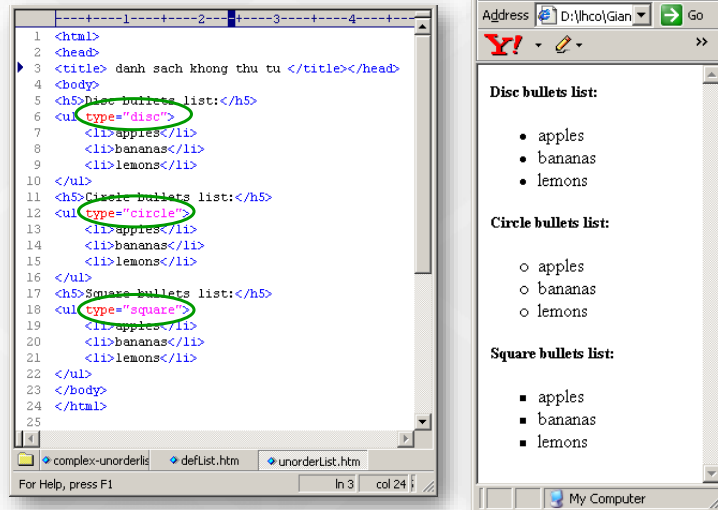 ----+----1----+----2----+----3----+----4----+---
1 <html>
2 <head>
3 <title> danh sach khong thu tu </title></head>
4 <body>
5 <h5>Disc bullets list:</h5>
6 <ul type="disc">
7 <li>apples</li>
8 <li>bananas</li>
9 <li>lemons</li>
10 </ul>
11 <h5>Circle bullets list:</h5>
12 <ul type="circle">
13 <li>apples</li>
14 <li>bananas</li>
15 <li>lemons</li>
16 </ul>
17 <h5>Square bullets list:</h5>
18 <ul type="square">
19 <li>apples</li>
20 <li>bananas</li>
21 <li>lemons</li>
22 </ul>
23 </body>
24 </html>
25
complex-unorderlis defList.htm unorderList.htm
For Help, press F1 ln 3 col 24
Address D:\lhco\Gian Go
Y! »
Disc bullets list:
• apples
• bananas
• lemons
Circle bullets list:
○ apples
○ bananas
○ lemons
Square bullets list:
▪ apples
▪ bananas
▪ lemons
My Computer